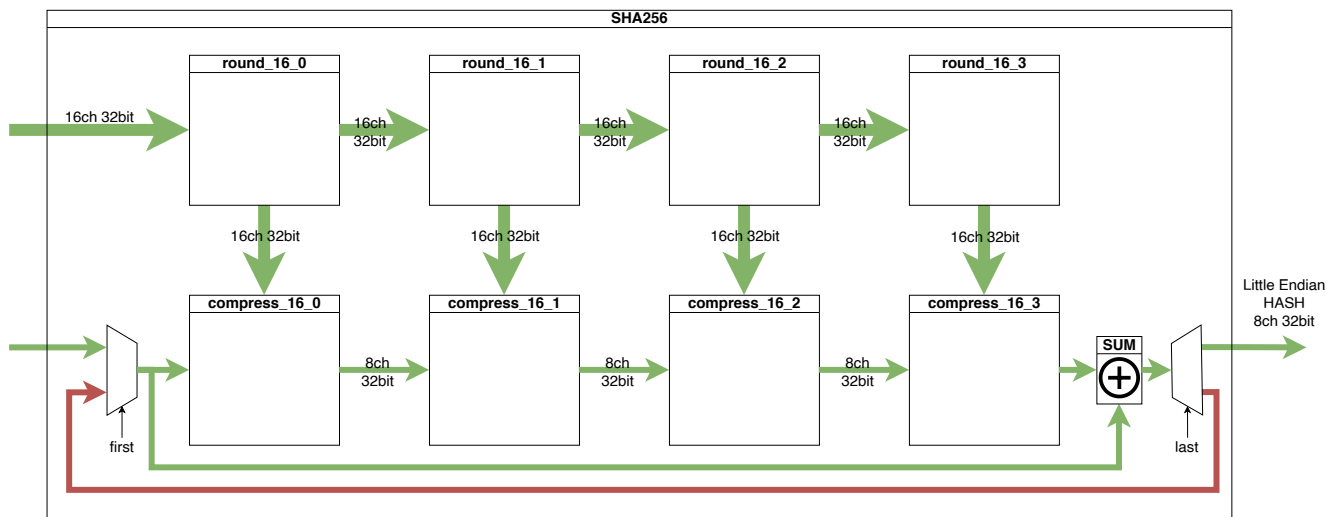 SHA256
round_16_0
round_16_1
round_16_2
round_16_3
16ch 32bit
16ch
32bit
16ch
32bit
16ch
32bit
16ch 32bit
16ch 32bit
16ch 32bit
16ch 32bit
compress_16_0
compress_16_1
compress_16_2
compress_16_3
Little Endian
HASH
8ch 32bit
SUM
8ch
32bit
8ch
32bit
8ch
32bit
first
last